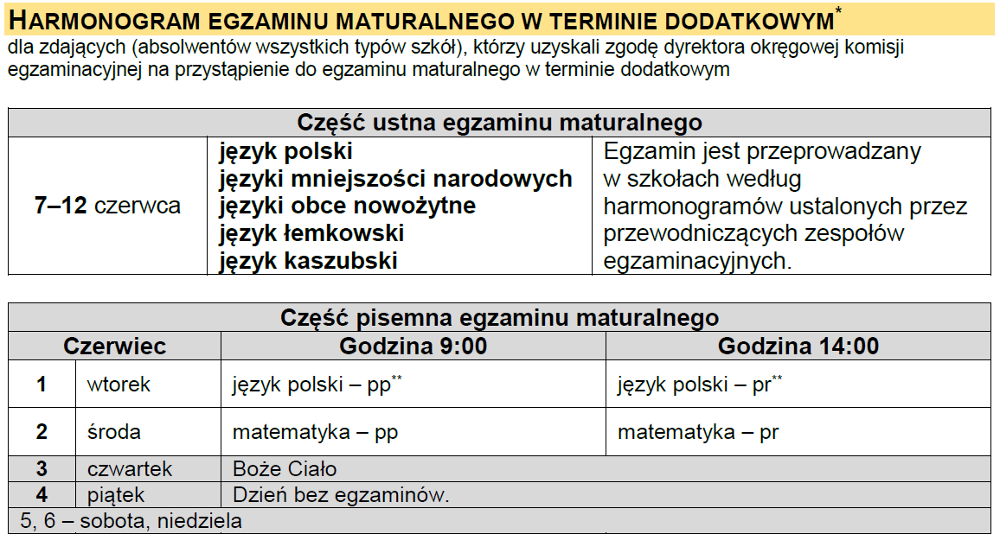 HARMONOGRAM EGZAMINU MATURALNEGO W TERMINIE DODATKOWYM*
dla zdających (absolwentów wszystkich typów szkół), którzy uzyskali zgodę dyrektora okręgowej komisji
egzaminacyjnej na przystąpienie do egzaminu maturalnego w terminie dodatkowym
Część ustna egzaminu maturalnego
7–12 czerwca
język polski
języki mniejszości narodowych
języki obce nowożytne
język łemkowski
język kaszubski
Egzamin jest przeprowadzany
w szkołach według
harmonogramów ustalonych przez
przewodniczących zespołów
egzaminacyjnych.
Część pisemna egzaminu maturalnego
Czerwiec Godzina 9:00 Godzina 14:00
1 wtorek język polski – pp** język polski – pr**
2 środa matematyka – pp matematyka – pr
3 czwartek Boże Ciało
4 piątek Dzień bez egzaminów.
5, 6 – sobota, niedziela